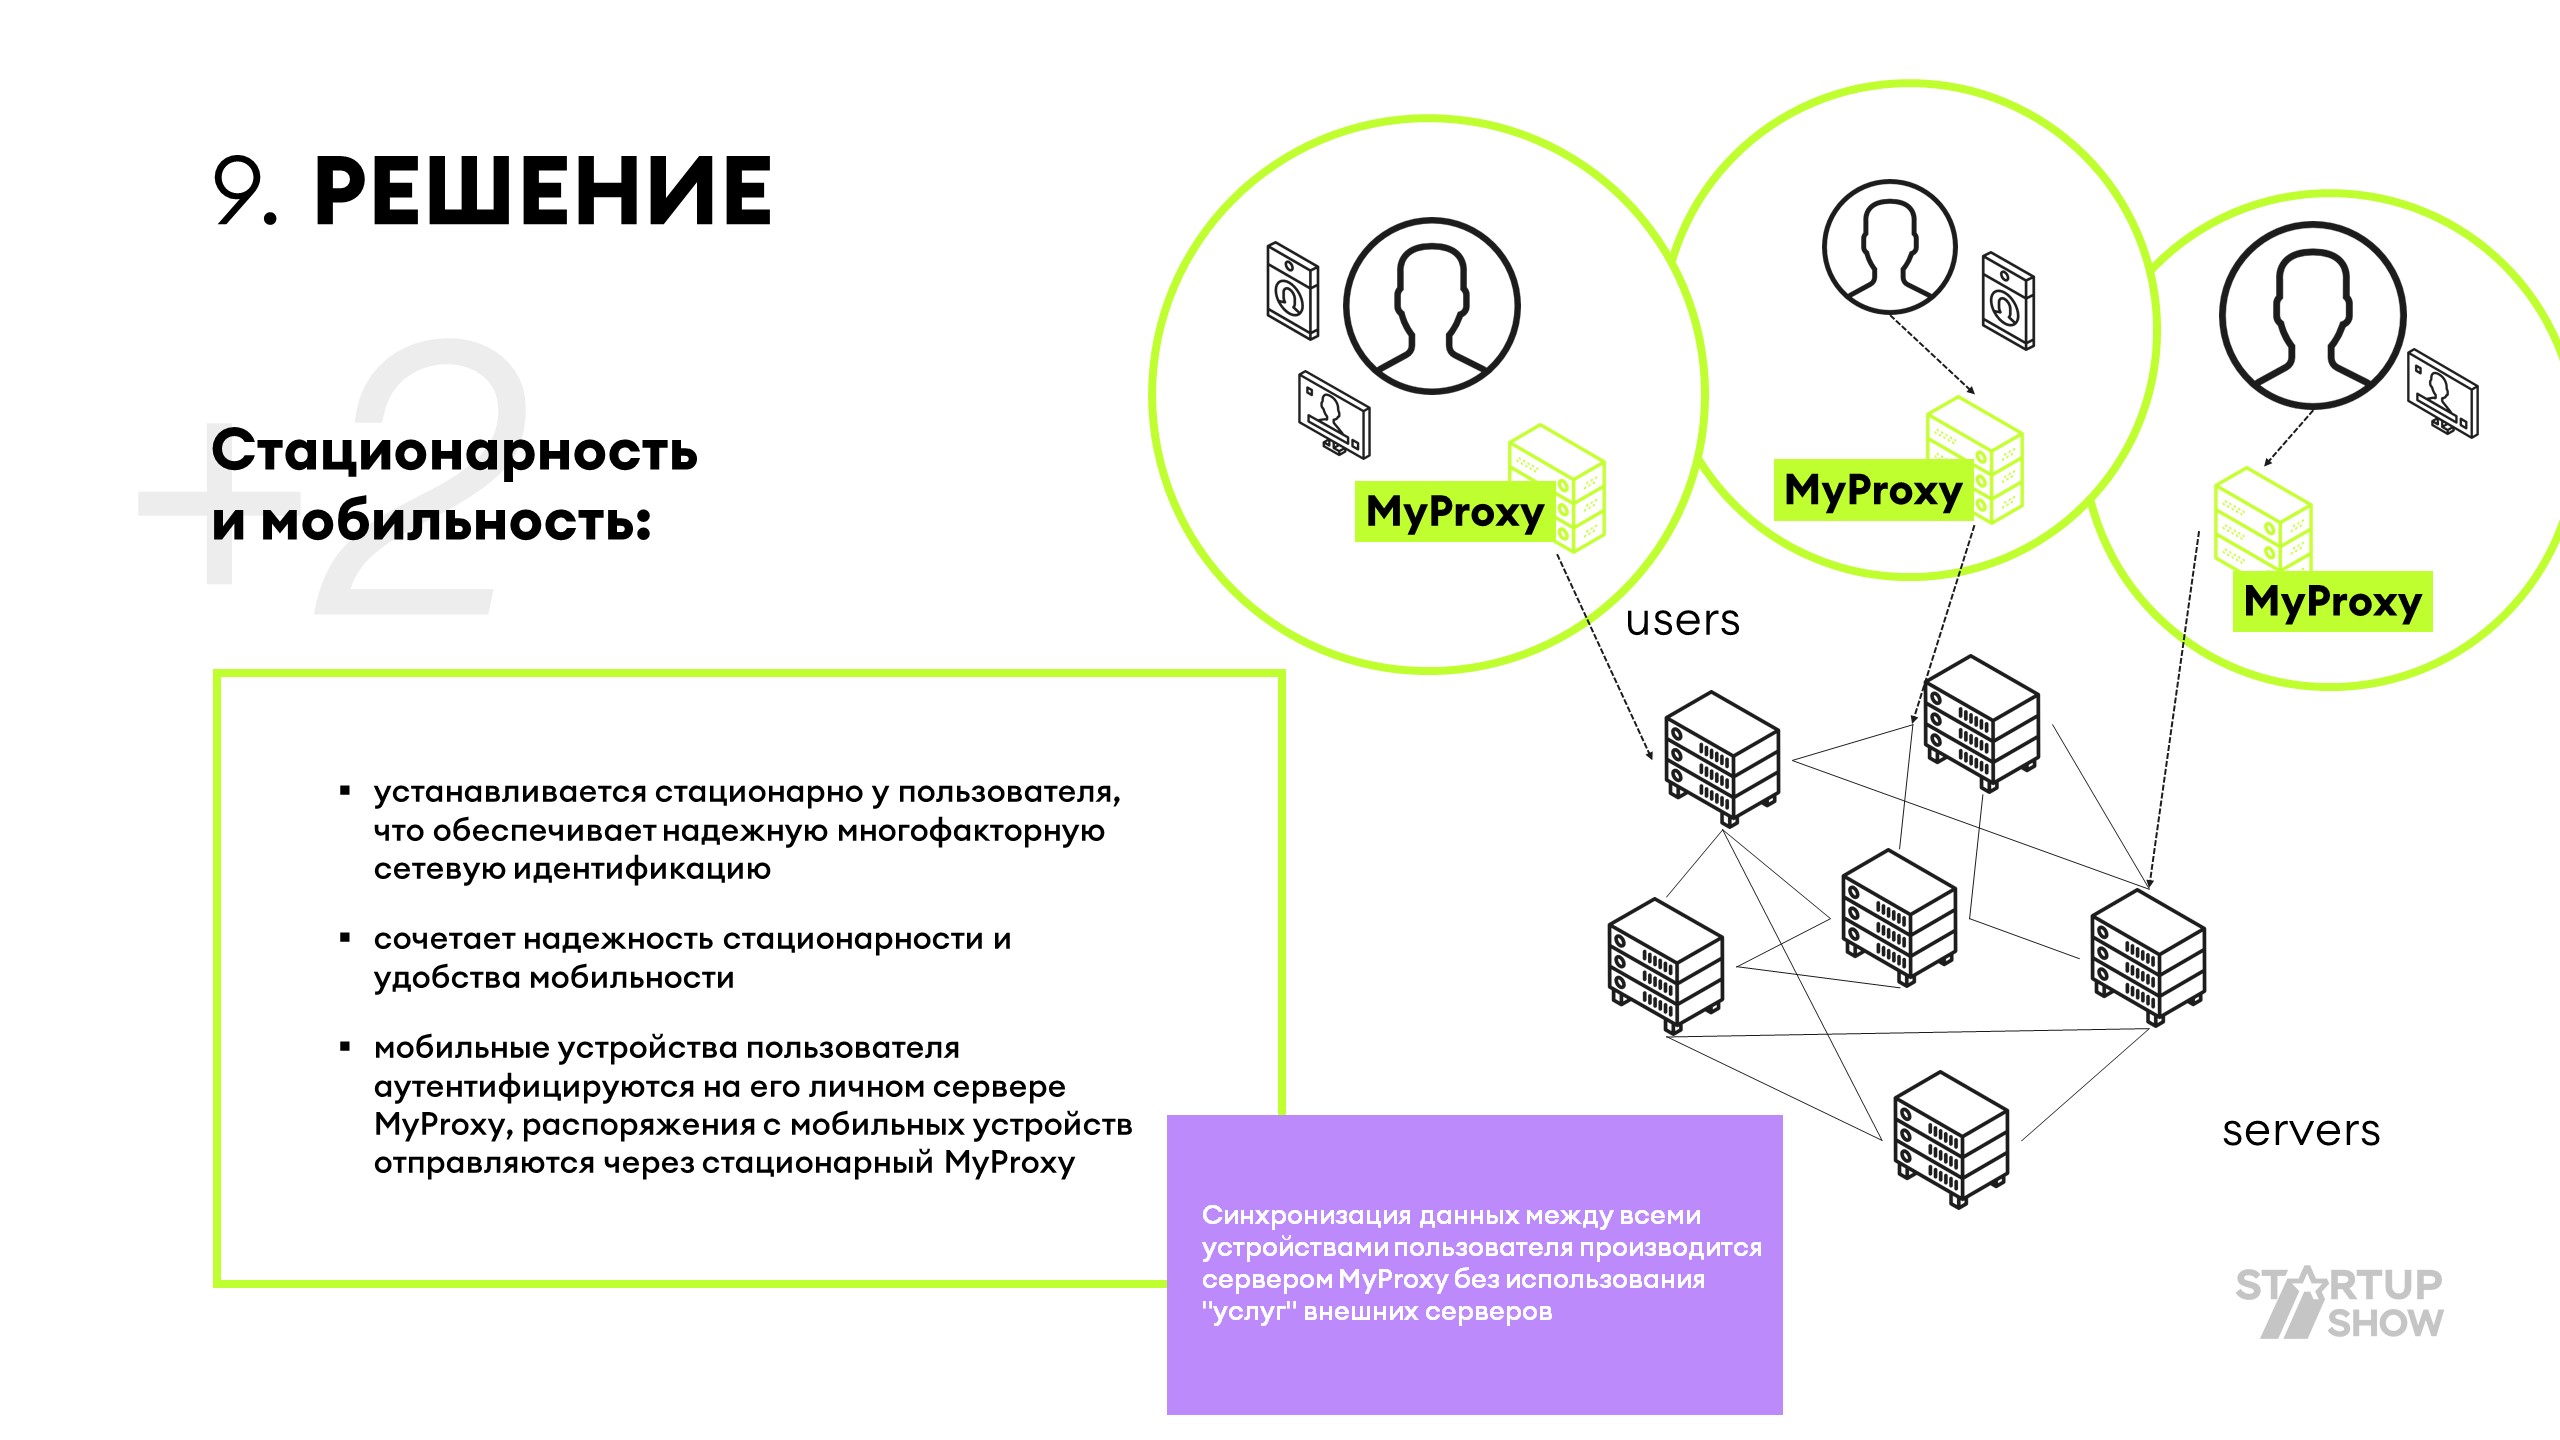 9. РЕШЕНИЕ
+2
Стационарность
и мобильность:
▪ устанавливается стационарно у пользователя,
что обеспечивает надежную многофакторную
сетевую идентификацию
▪ сочетает надежность стационарности и
удобства мобильности
▪ мобильные устройства пользователя
аутентифицируются на его личном сервере
MyProxy, распоряжения с мобильных устройств
отправляются через стационарный MyProxy
Синхронизация данных между всеми
устройствами пользователя производится
сервером MyProxy без использования
"услуг" внешних серверов
MyProxy
MyProxy
MyProxy
users
servers
STARTUP
SHOW